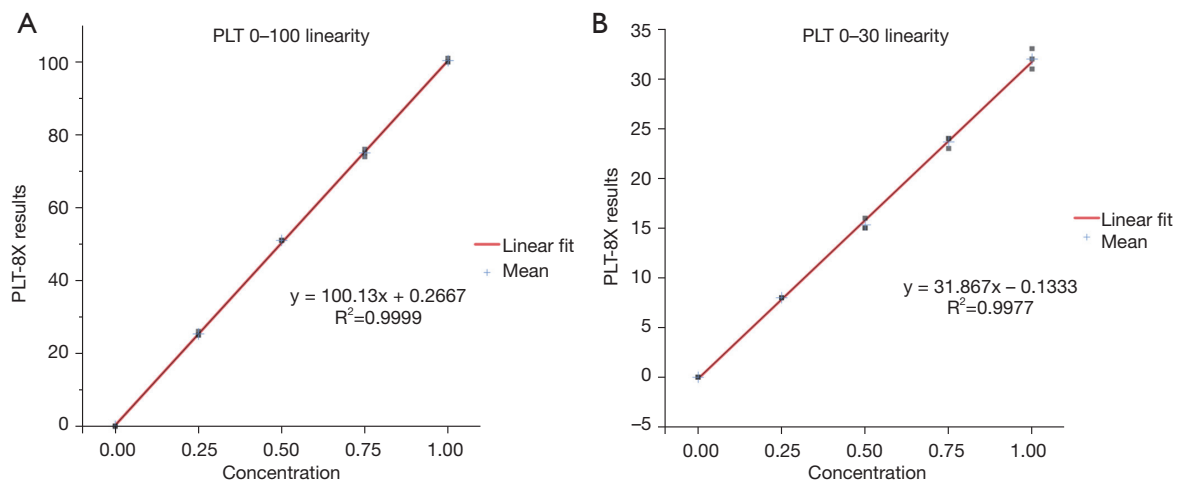 A
PLT 0–100 linearity
100
80
60
40
20
0
PLT-8X results
0.00 0.25 0.50 0.75 1.00
Concentration
y = 100.13x + 0.2667
R²=0.9999
Linear fit
Mean
B
PLT 0–30 linearity
35
30
25
20
15
10
5
0
–5
PLT-8X results
0.00 0.25 0.50 0.75 1.00
Concentration
y = 31.867x – 0.1333
R²=0.9977
Linear fit
Mean